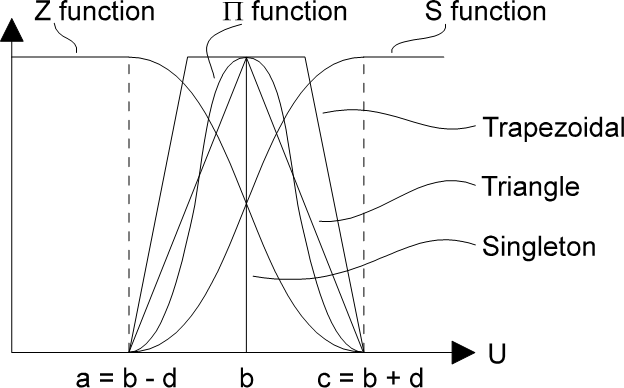 Z function
Π function
S function
Trapezoidal
Triangle
Singleton
U
a = b - d
b
c = b + d